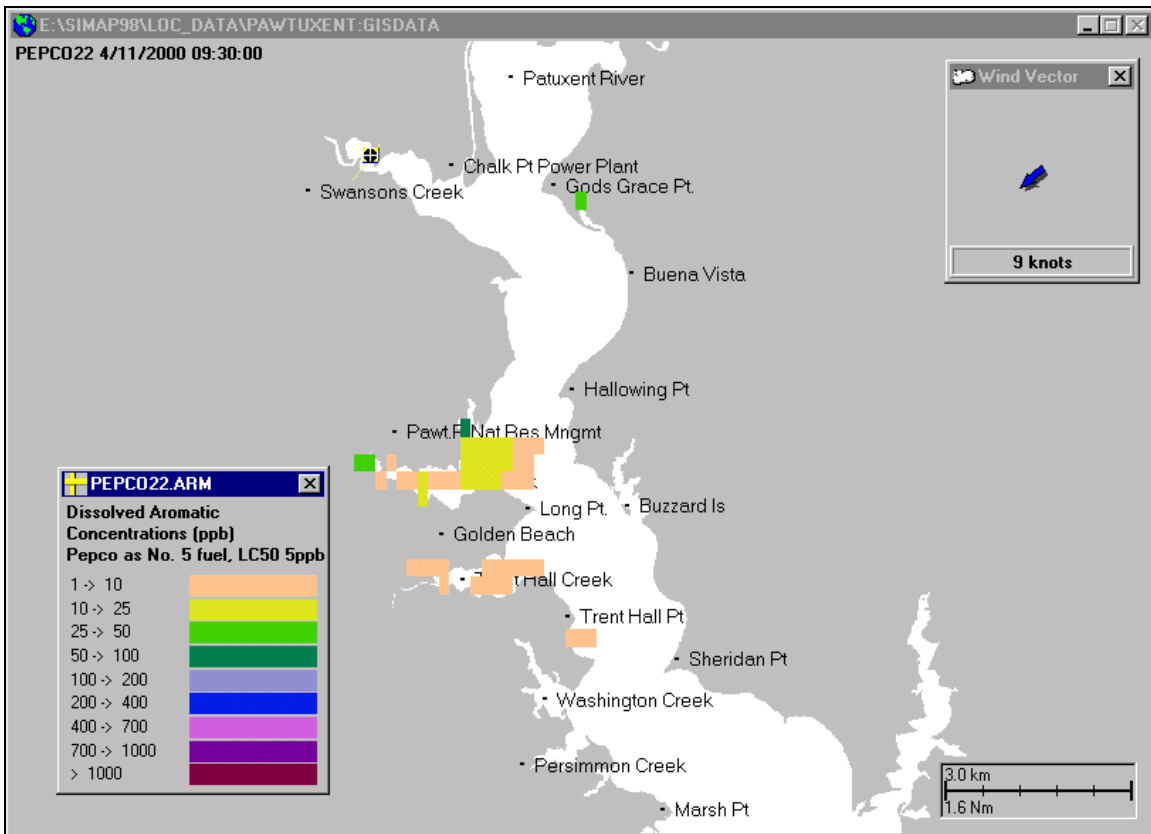 E:\SIMAP98\LOC_DATA\PAWTUXENT:GISDATA
PEPCO22 4/11/2000 09:30:00
Wind Vector
9 knots
Patuxent River
Chalk Pt Power Plant
Swansons Creek
Gods Grace Pt.
Buena Vista
Hallowing Pt
Nat Res Mngmt
Long Pt.
Buzzard Is
Golden Beach
Hall Creek
Trent Hall Pt
Sheridan Pt
Washington Creek
Persimmon Creek
Marsh Pt
PEPCO22.ARM
Dissolved Aromatic
Concentrations (ppb)
Pepco as No. 5 fuel, LC50 5ppb
1 -> 10
10 -> 25
25 -> 50
50 -> 100
100 -> 200
200 -> 400
400 -> 700
700 -> 1000
> 1000
3.0 km
1.6 Nm